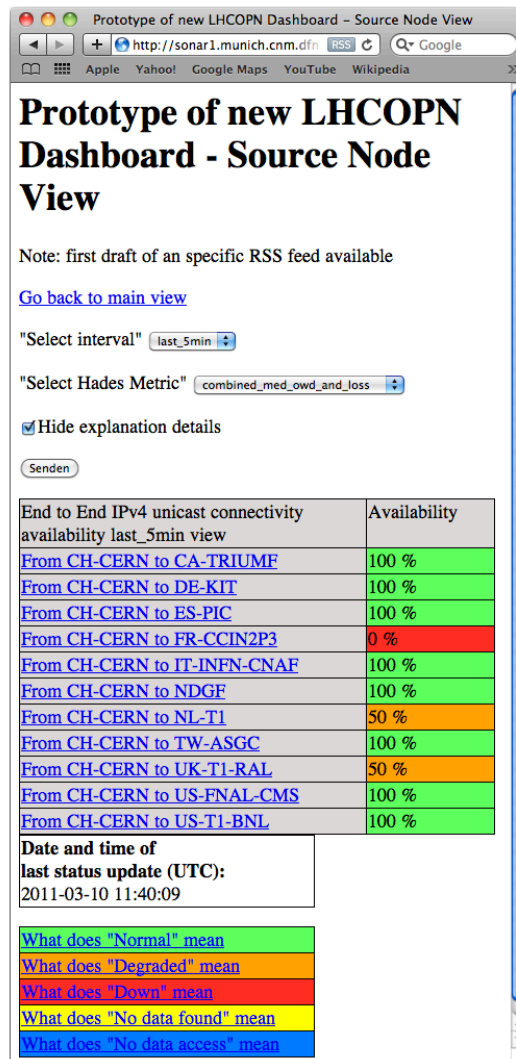 Prototype of new LHCOPN Dashboard – Source Node View
http://sonar1.munich.cnm.dfn RSS Google
Apple Yahoo! Google Maps YouTube Wikipedia
Prototype of new LHCOPN
Dashboard - Source Node
View
Note: first draft of an specific RSS feed available
Go back to main view
"Select interval" last_5min
"Select Hades Metric" combined_med_owd_and_loss
Hide explanation details
Senden
End to End IPv4 unicast connectivity Availability
availability last_5min view
From CH-CERN to CA-TRIUMF 100 %
From CH-CERN to DE-KIT 100 %
From CH-CERN to ES-PIC 100 %
From CH-CERN to FR-CCIN2P3 0 %
From CH-CERN to IT-INFN-CNAF 100 %
From CH-CERN to NDGF 100 %
From CH-CERN to NL-T1 50 %
From CH-CERN to TW-ASGC 100 %
From CH-CERN to UK-T1-RAL 50 %
From CH-CERN to US-FNAL-CMS 100 %
From CH-CERN to US-T1-BNL 100 %
Date and time of
last status update (UTC):
2011-03-10 11:40:09
What does "Normal" mean
What does "Degraded" mean
What does "Down" mean
What does "No data found" mean
What does "No data access" mean